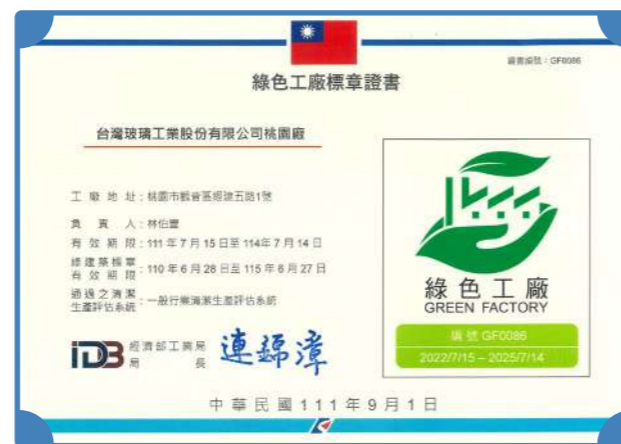 證書編號：GF0086
綠色工廠標章證書
台灣玻璃工業股份有限公司桃園廠
工 廠 地 址：桃園市觀音區經建五路1號
負 責 人：林伯豐
有 效 期 限：111年7月15日至114年7月14日
綠建築標章
有 效 期 限：110年6月28日至115年6月27日
通過之清潔
生產評估系統：一般行業清潔生產評估系統
IDB 經濟部工業局
局 長 連錦漳
綠色工廠
GREEN FACTORY
編號 GF0086
2022/7/15 – 2025/7/14
中 華 民 國 111 年 9 月 1 日